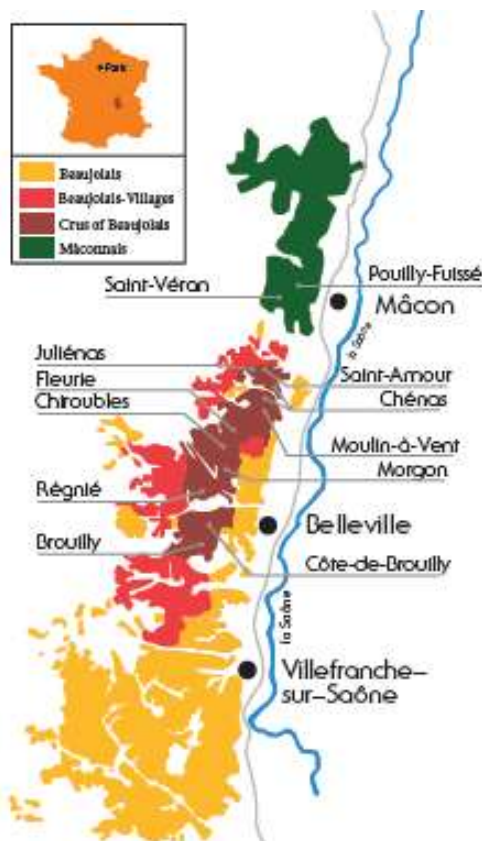 Paris
Beaujolais
Beaujolais-Villages
Crus of Beaujolais
Mâconnais
Pouilly-Fuissé
Saint-Véran
Mâcon
la Saône
Juliénas
Saint-Amour
Fleurie
Chénas
Chiroubles
Moulin-à-Vent
Morgon
Régnié
Belleville
Brouilly
Côte-de-Brouilly
la Saône
Villefranche-
sur-Saône